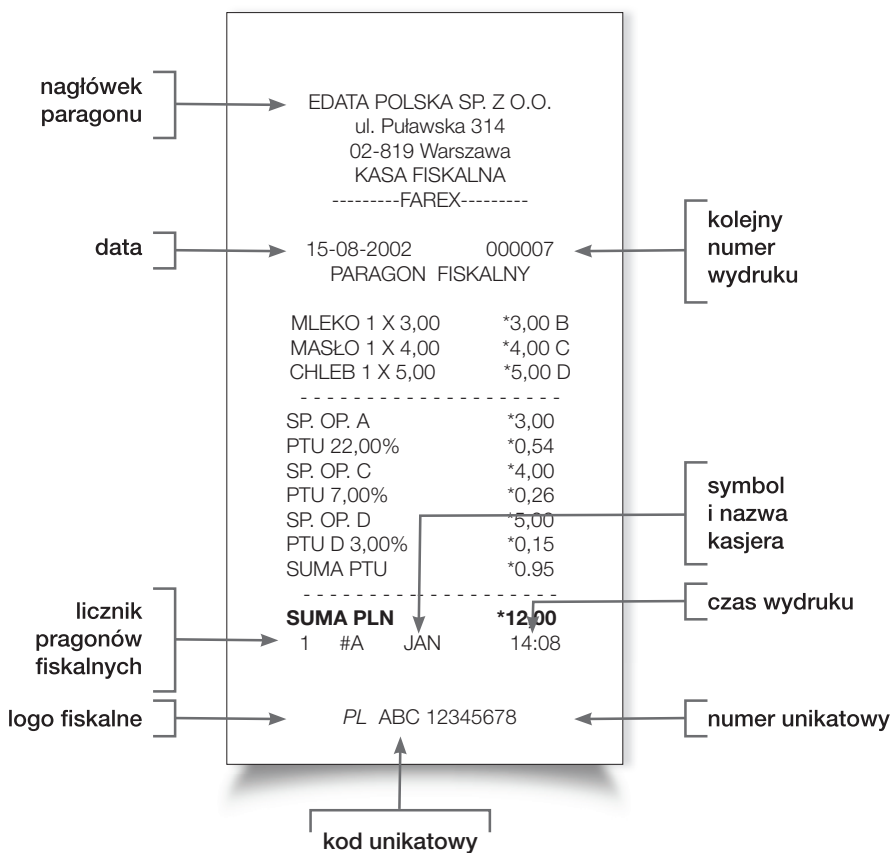 nagłówek
paragonu
EDATA POLSKA SP. Z O.O.
ul. Puławska 314
02-819 Warszawa
KASA FISKALNA
---------FAREX---------
data
15-08-2002 000007
kolejny
numer
wydruku
PARAGON FISKALNY
MLEKO 1 X 3,00 *3,00 B
MASŁO 1 X 4,00 *4,00 C
CHLEB 1 X 5,00 *5,00 D
SP. OP. A *3,00
PTU 22,00% *0,54
SP. OP. C *4,00
PTU 7,00% *0,26
SP. OP. D *5,00
PTU D 3,00% *0,15
SUMA PTU *0.95
symbol
i nazwa
kasjera
SUMA PLN *12,00
czas wydruku
licznik
pragonów
fiskalnych
1 #A JAN 14:08
logo fiskalne
PL ABC 12345678
numer unikatowy
kod unikatowy